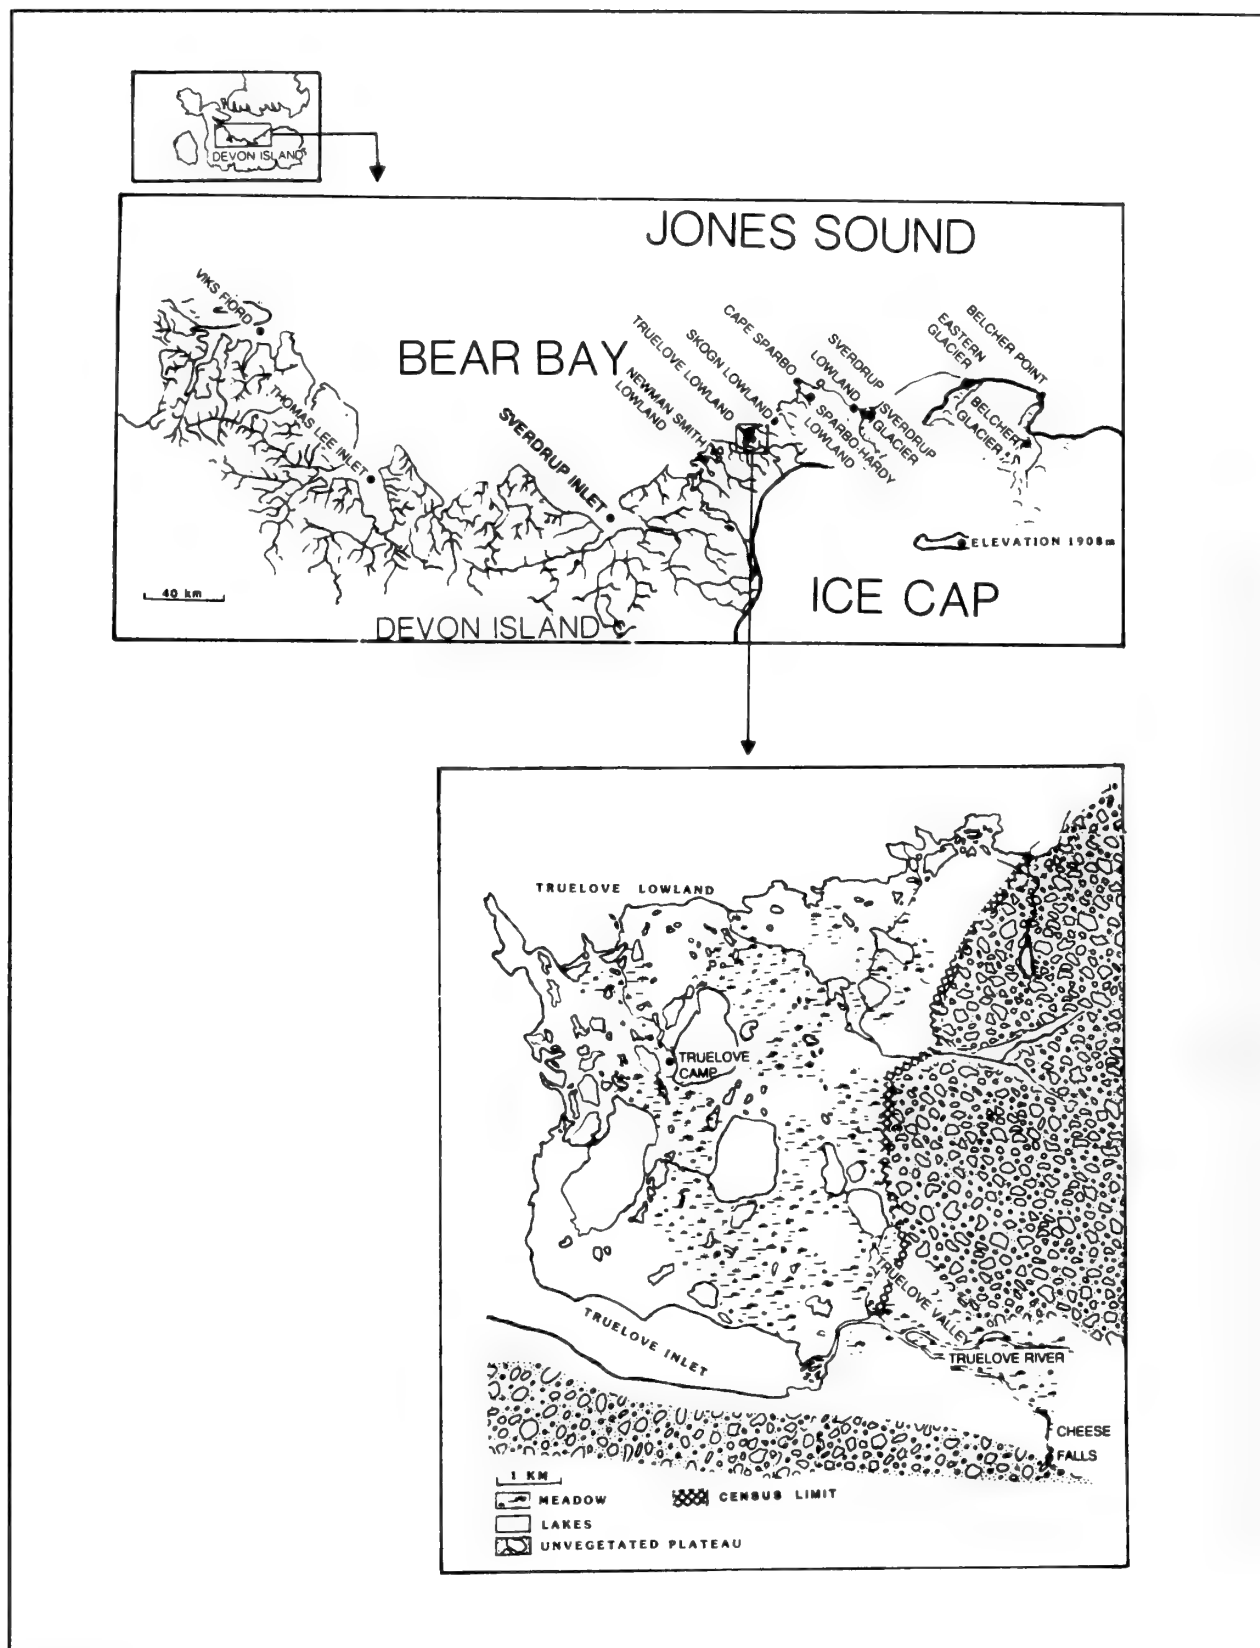 DEVON ISLAND
JONES SOUND
VIKS FIORD
BEAR BAY
THOMAS LEE INLET
SVERDRUP INLET
NEWMAN SMITH
LOWLAND
TRUELOVE LOWLAND
SKOGN LOWLAND
CAPE SPARBO
SPARBO-HARDY
LOWLAND
SVERDRUP
LOWLAND
SVERDRUP
GLACIER
EASTERN
GLACIER
BELCHER POINT
BELCHER
GLACIER
ELEVATION 1908m
40 km
ICE CAP
DEVON ISLAND
TRUELOVE LOWLAND
TRUELOVE
CAMP
TRUELOVE VALLEY
TRUELOVE INLET
TRUELOVE RIVER
CHEESE
FALLS
1 KM
MEADOW
CENSUS LIMIT
LAKES
UNVEGETATED PLATEAU